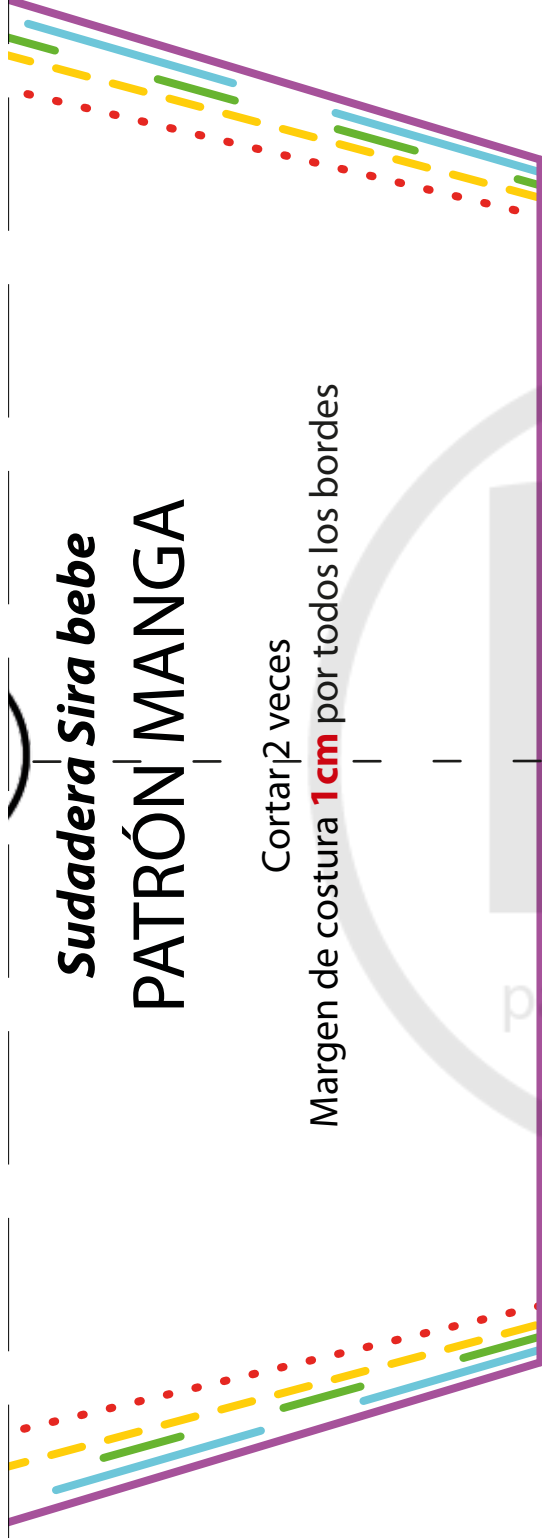 Sudadera Sira bebe
PATRÓN MANGA
Cortar 2 veces
Margen de costura 1cm por todos los bordes